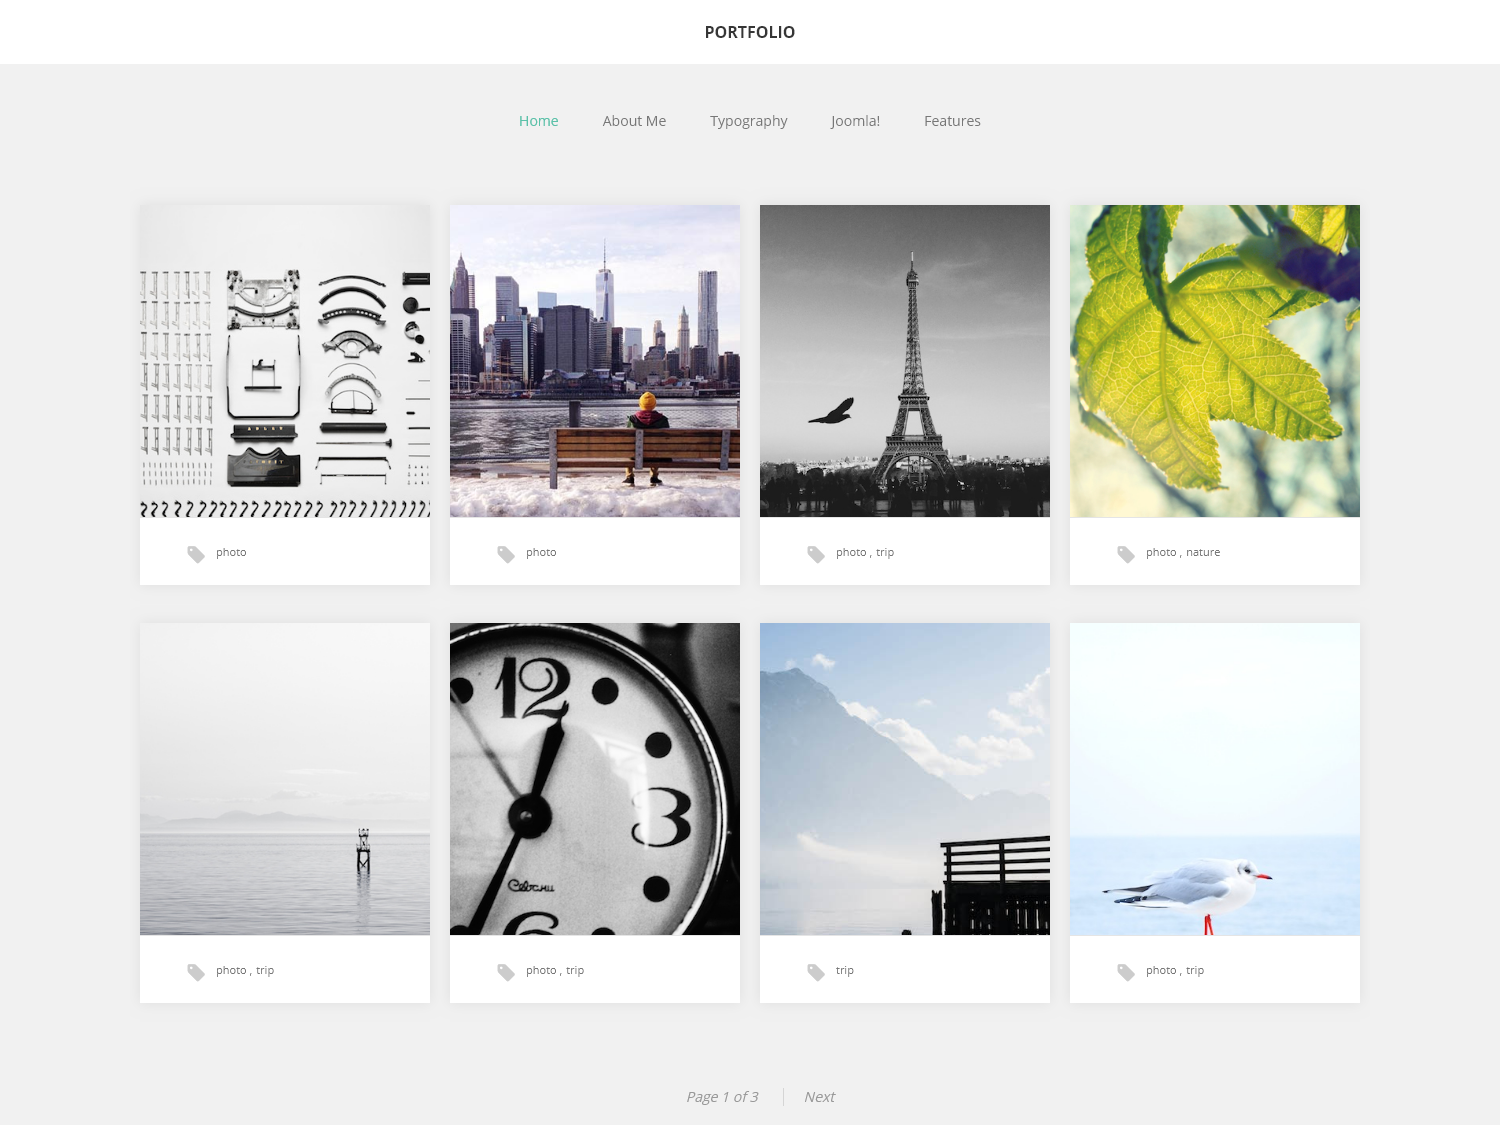 PORTFOLIO
Home About Me Typography Joomla! Features
photo
photo
photo , trip
photo , nature
12
3
photo , trip
photo , trip
trip
photo , trip
Page 1 of 3 Next